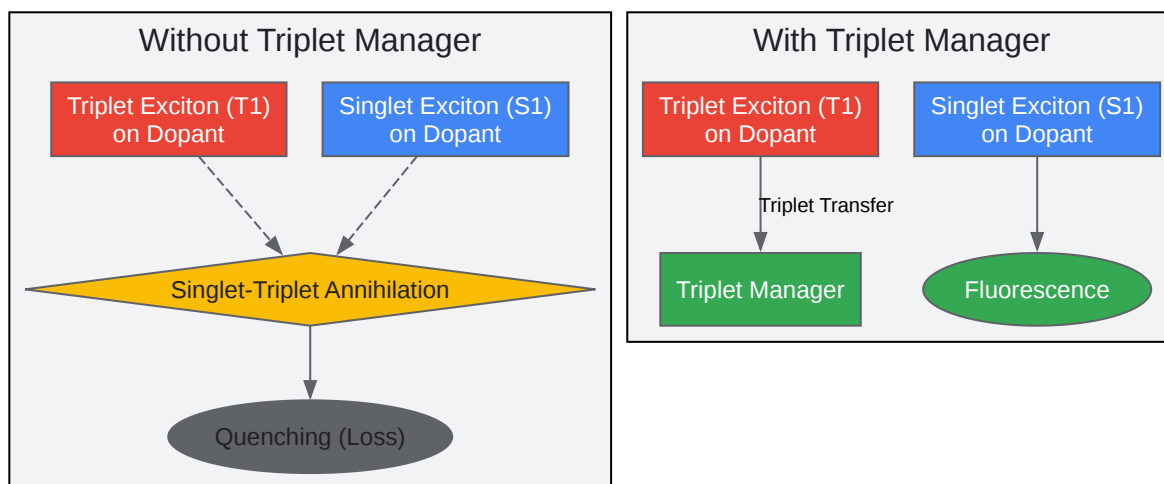 Without Triplet Manager
Triplet Exciton (T1)
on Dopant
Singlet Exciton (S1)
on Dopant
Singlet-Triplet Annihilation
Quenching (Loss)
With Triplet Manager
Triplet Exciton (T1)
on Dopant
Singlet Exciton (S1)
on Dopant
Triplet Transfer
Triplet Manager
Fluorescence